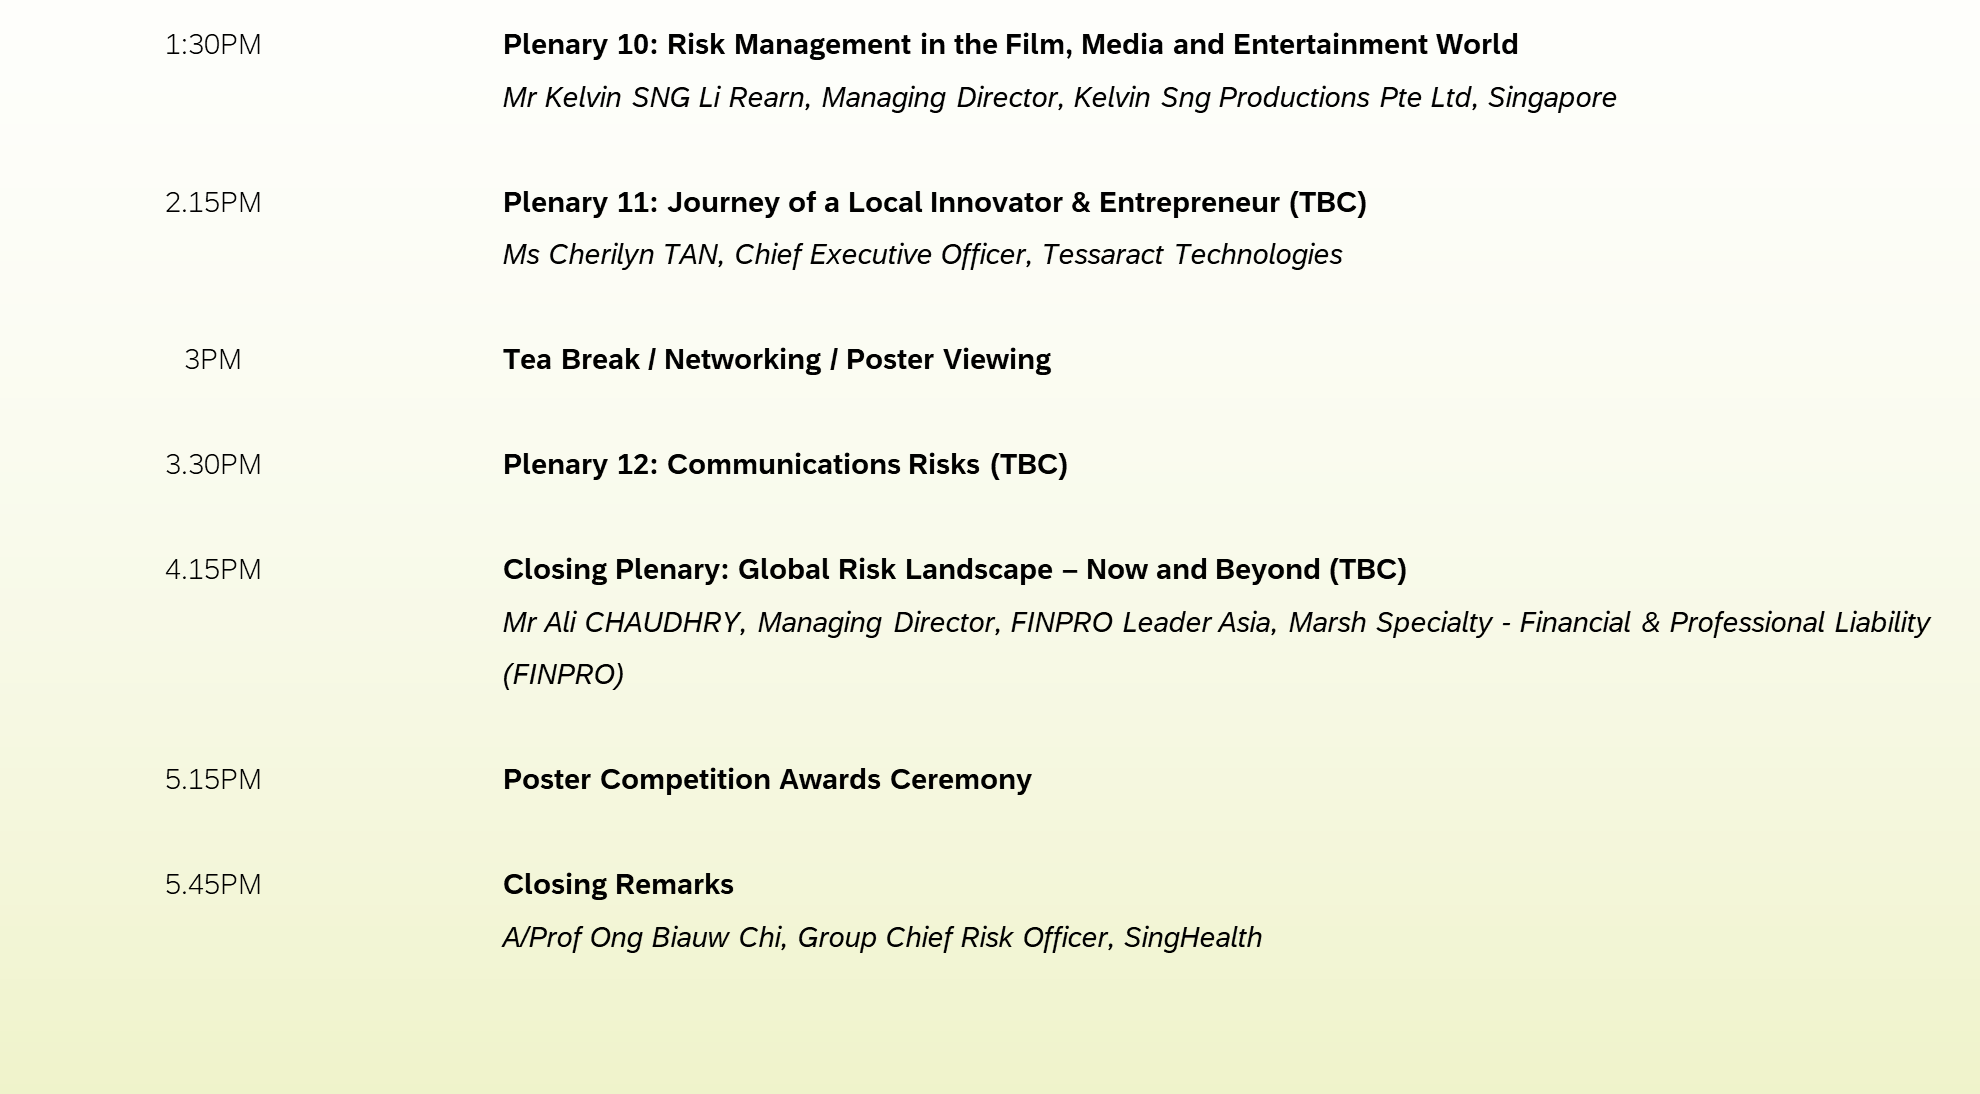 1:30PM Plenary 10: Risk Management in the Film, Media and Entertainment World
Mr Kelvin SNG Li Rearn, Managing Director, Kelvin Sng Productions Pte Ltd, Singapore
2.15PM Plenary 11: Journey of a Local Innovator & Entrepreneur (TBC)
Ms Cherilyn TAN, Chief Executive Officer, Tessaract Technologies
3PM Tea Break / Networking / Poster Viewing
3.30PM Plenary 12: Communications Risks (TBC)
4.15PM Closing Plenary: Global Risk Landscape – Now and Beyond (TBC)
Mr Ali CHAUDHRY, Managing Director, FINPRO Leader Asia, Marsh Specialty - Financial & Professional Liability
(FINPRO)
5.15PM Poster Competition Awards Ceremony
5.45PM Closing Remarks
A/Prof Ong Biauw Chi, Group Chief Risk Officer, SingHealth